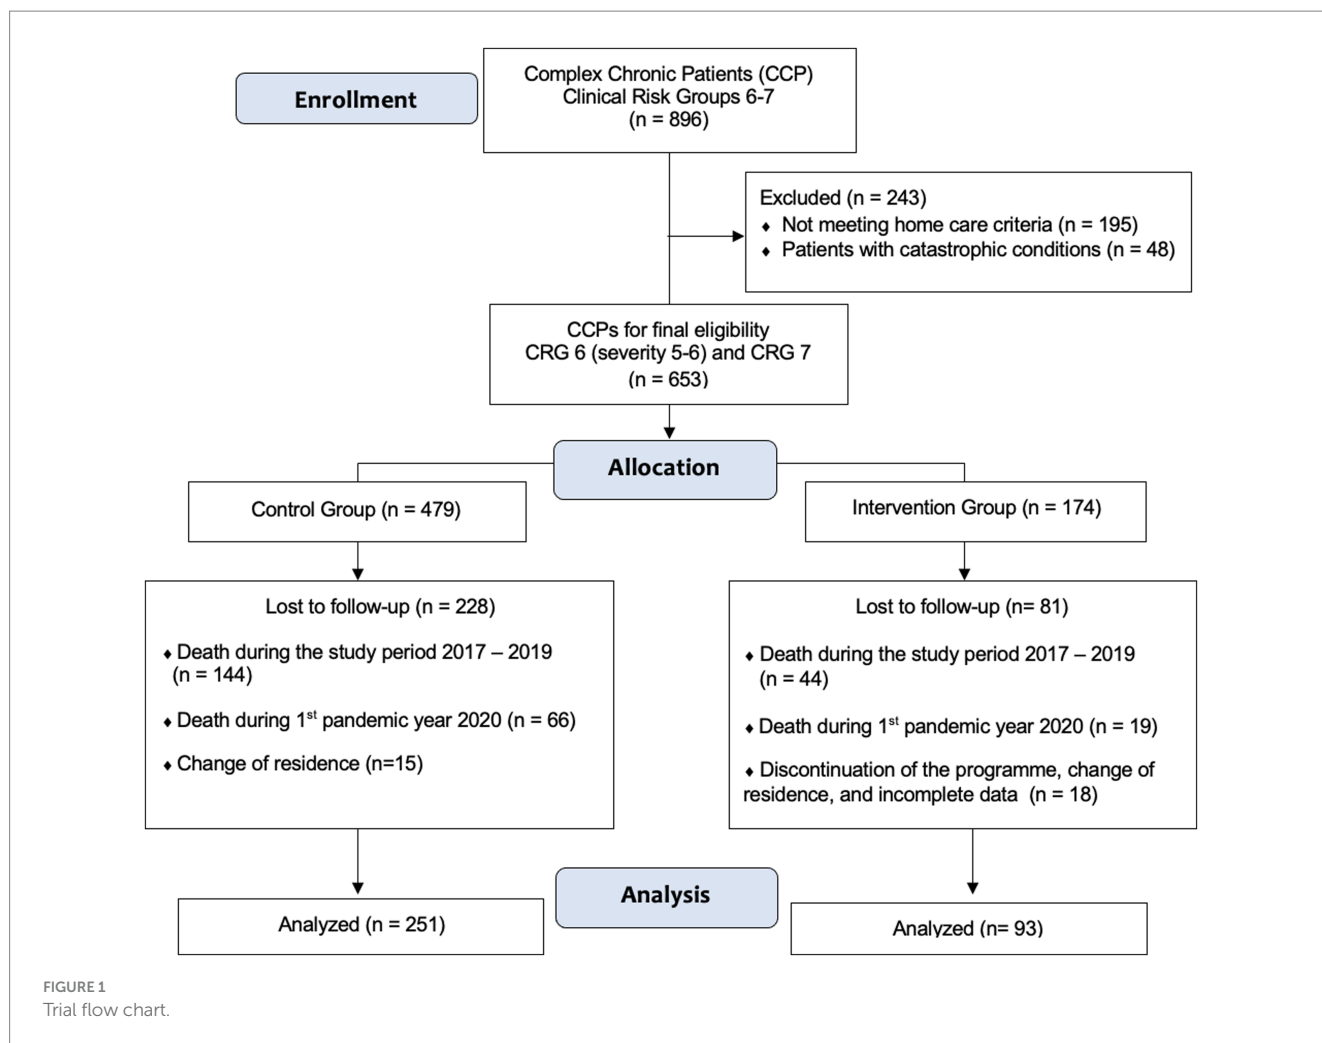 Enrollment
Complex Chronic Patients (CCP)
Clinical Risk Groups 6-7
(n = 896)
Excluded (n = 243)
♦ Not meeting home care criteria (n = 195)
♦ Patients with catastrophic conditions (n = 48)
CCPs for final eligibility
CRG 6 (severity 5-6) and CRG 7
(n = 653)
Allocation
Control Group (n = 479)
Intervention Group (n = 174)
Lost to follow-up (n = 228)
♦ Death during the study period 2017 – 2019
(n = 144)
♦ Death during 1st pandemic year 2020 (n = 66)
♦ Change of residence (n=15)
Lost to follow-up (n= 81)
♦ Death during the study period 2017 – 2019
(n = 44)
♦ Death during 1st pandemic year 2020 (n = 19)
♦ Discontinuation of the programme, change of
residence, and incomplete data (n = 18)
Analysis
Analyzed (n = 251)
Analyzed (n= 93)
FIGURE 1
Trial flow chart.